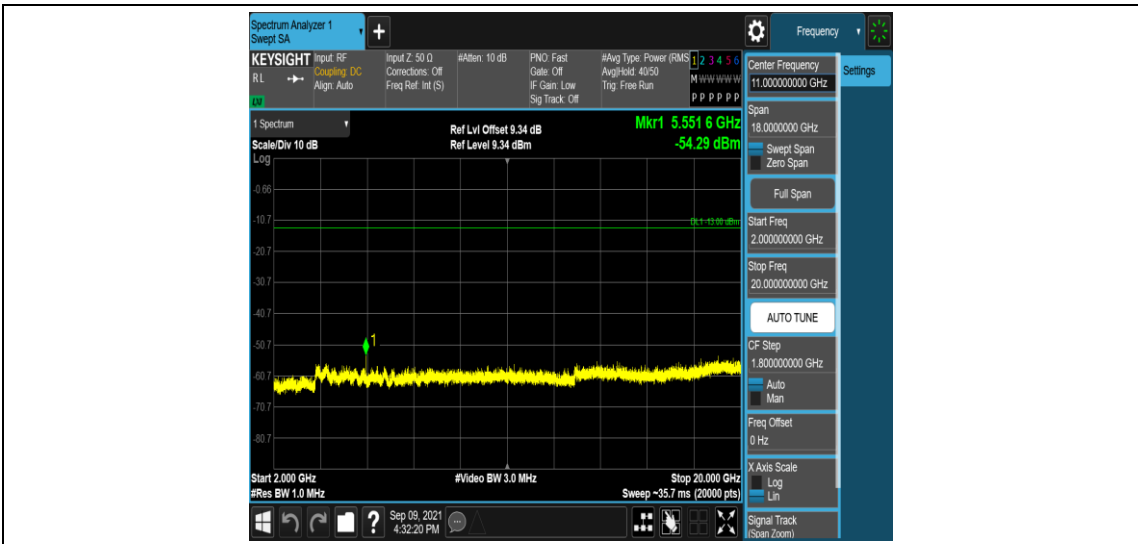 Spectrum Analyzer 1
Swept SA
+
Frequency
KEYSIGHT Input: RF Input Z: 50 Ω #Atten: 10 dB PNO: Fast #Avg Type: Power (RMS 1 2 3 4 5 6
RL Coupling: DC Corrections: Off Gate: Off Avg|Hold: 40/50 M W W W W W
Align: Auto Freq Ref: Int (S) IF Gain: Low Trig: Free Run
Sig Track: Off P P P P P P
LXI
1 Spectrum
Ref Lvl Offset 9.34 dB Mkr1 5.551 6 GHz
Scale/Div 10 dB Ref Level 9.34 dBm -54.29 dBm
Log
-0.66
-10.7
DL1 -13.00 dBm
-20.7
-30.7
-40.7
-50.7
1
-60.7
-70.7
-80.7
Start 2.000 GHz #Video BW 3.0 MHz Stop 20.000 GHz
#Res BW 1.0 MHz Sweep ~35.7 ms (20000 pts)
Center Frequency
11.000000000 GHz
Settings
Span
18.0000000 GHz
Swept Span
Zero Span
Full Span
Start Freq
2.000000000 GHz
Stop Freq
20.000000000 GHz
AUTO TUNE
CF Step
1.800000000 GHz
Auto
Man
Freq Offset
0 Hz
X Axis Scale
Log
Lin
Signal Track
(Span Zoom)
?
Sep 09, 2021
4:32:20 PM